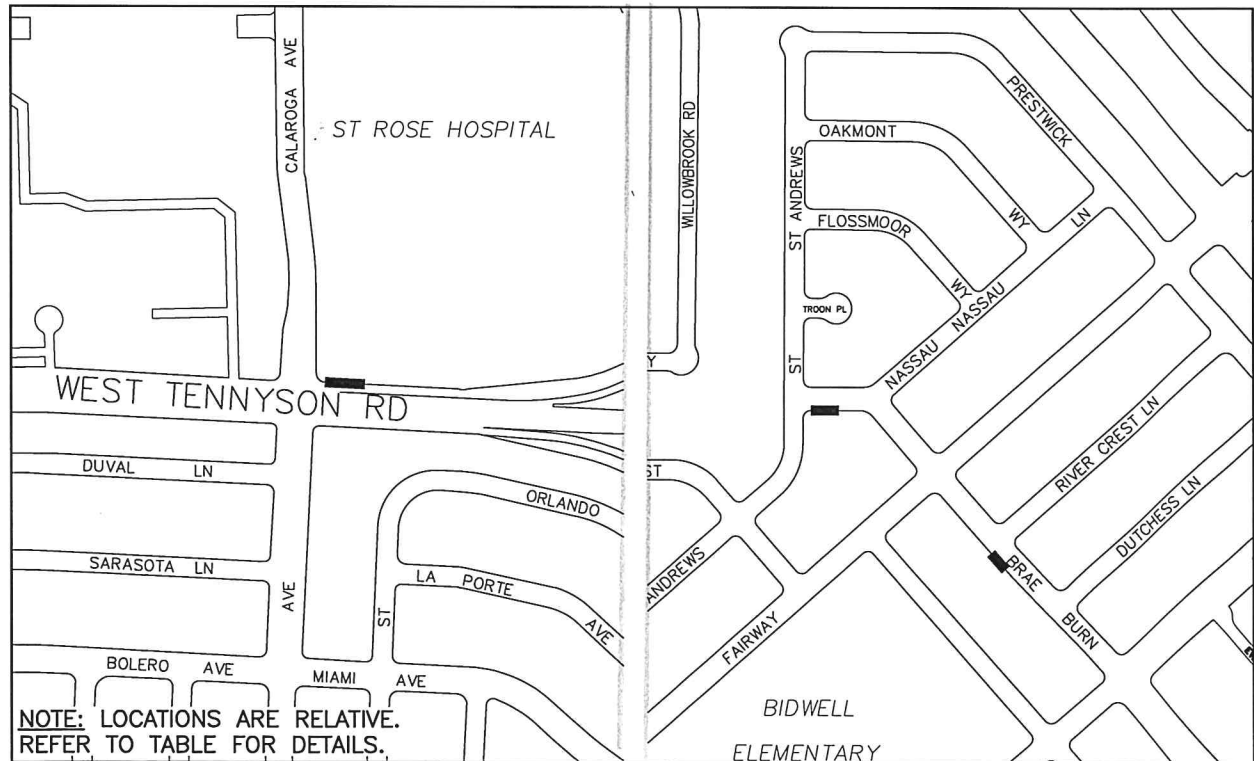 CALAROGA AVE
ST ROSE HOSPITAL
WEST TENNYSON RD
DUVAL LN
SARASOTA LN
BOLERO AVE
AVE
MIAMI AVE
ORLANDO
ST
LA PORTE AVE
NOTE: LOCATIONS ARE RELATIVE.
REFER TO TABLE FOR DETAILS.
WILLOWBROOK RD
Y
ST ANDREWS
ST
PRESTWICK
LN
OAKMONT
WY
FLOSSMOOR
WY
TROON PL
NASSAU NASSAU
RIVER CREST LN
DUTCHESS LN
BRAE
BURN
ST
ANDREWS
FAIRWAY
BIDWELL
ELEMENTARY